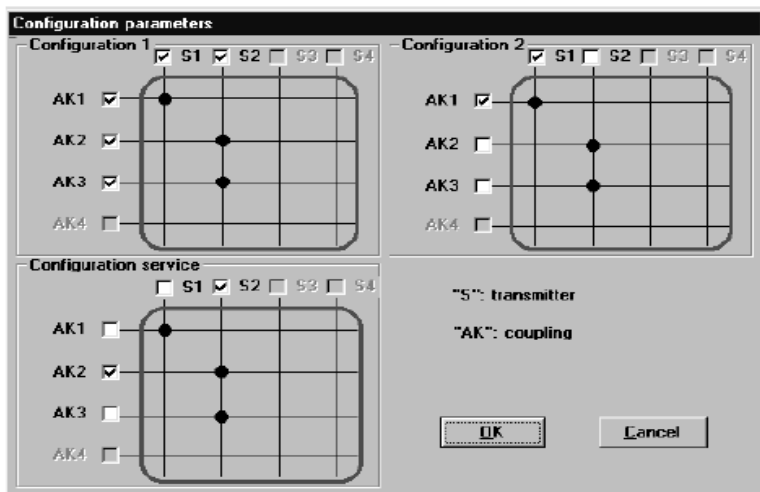 Configuration parameters
Configuration 1
S1 S2 S3 S4
AK1
AK2
AK3
AK4
Configuration 2
S1 S2 S3 S4
AK1
AK2
AK3
AK4
Configuration service
S1 S2 S3 S4
AK1
AK2
AK3
AK4
"S": transmitter
"AK": coupling
OK
Cancel